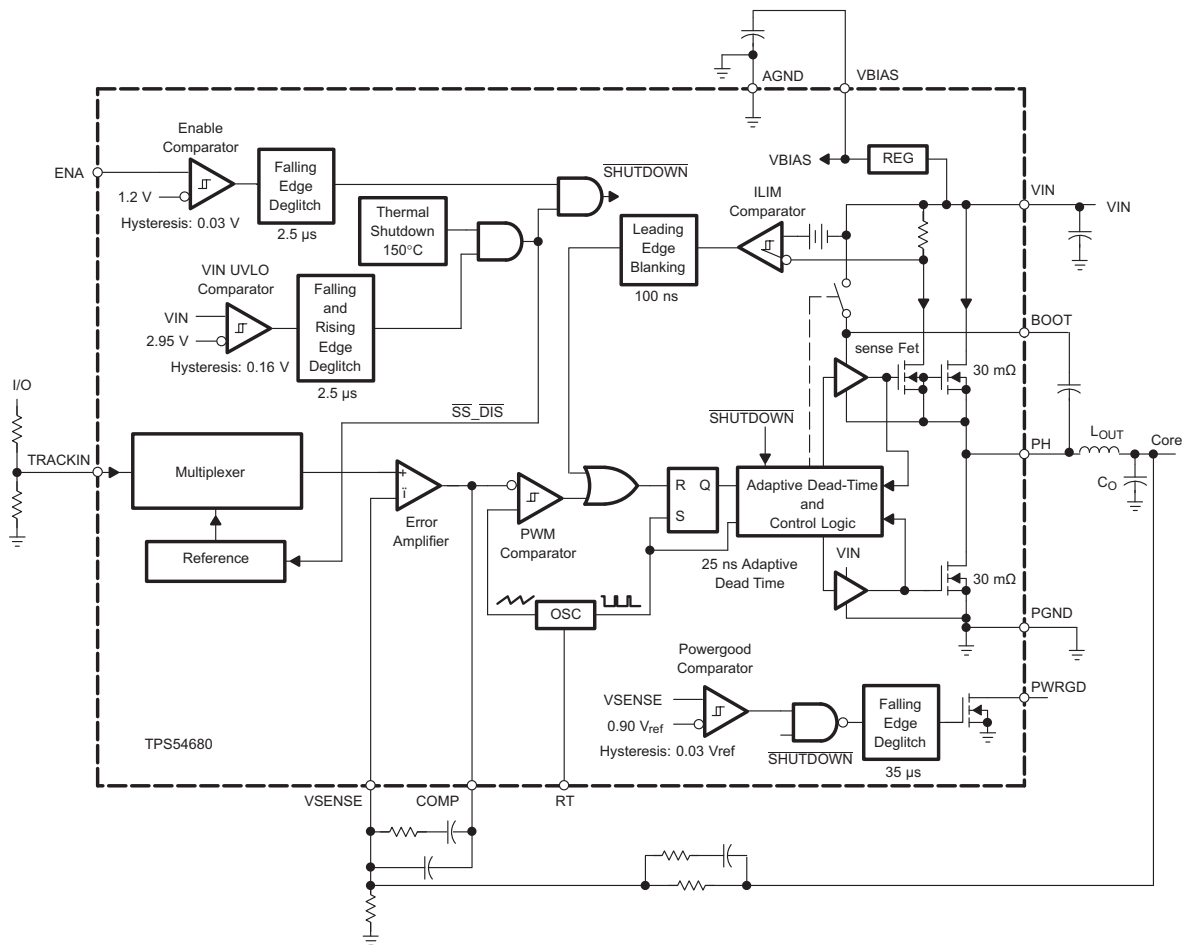 AGND
VBIAS
Enable
Comparator
ENA
1.2 V
Hysteresis: 0.03 V
Falling
Edge
Deglitch
2.5 µs
SHUTDOWN
VBIAS
REG
VIN
VIN
Thermal
Shutdown
150°C
ILIM
Comparator
Leading
Edge
Blanking
100 ns
VIN UVLO
Comparator
VIN
2.95 V
Hysteresis: 0.16 V
Falling
and
Rising
Edge
Deglitch
2.5 µs
BOOT
sense Fet
30 mΩ
I/O
SS_DIS
SHUTDOWN
TRACKIN
Multiplexer
Reference
+
ï
Error
Amplifier
PWM
Comparator
R Q
S
Adaptive Dead-Time
and
Control Logic
25 ns Adaptive
Dead Time
PH
LOUT
Core
CO
VIN
30 mΩ
OSC
PGND
Powergood
Comparator
VSENSE
0.90 Vref
Hysteresis: 0.03 Vref
SHUTDOWN
Falling
Edge
Deglitch
35 µs
PWRGD
TPS54680
VSENSE
COMP
RT